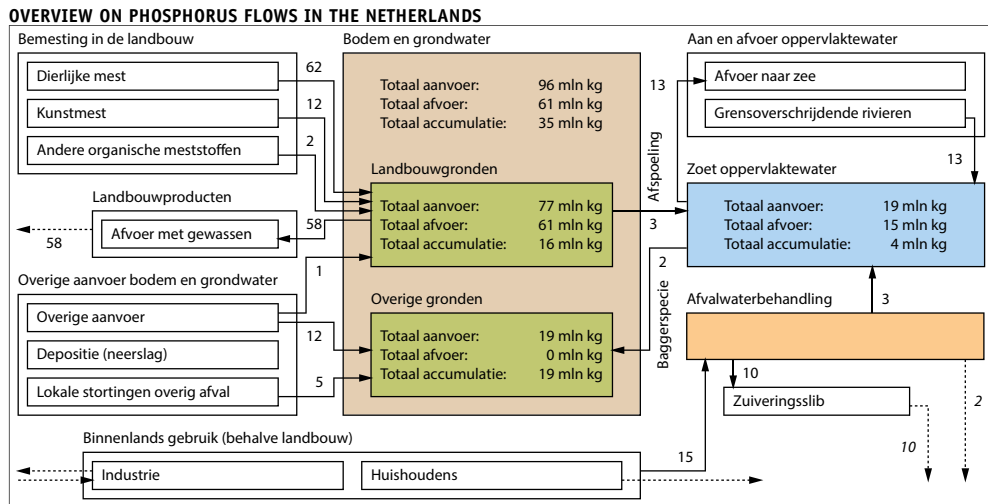 OVERVIEW ON PHOSPHORUS FLOWS IN THE NETHERLANDS
Bemesting in de landbouw
Dierlijke mest
62
Kunstmest
12
Andere organische meststoffen
2
Landbouwproducten
Afvoer met gewassen
58
58
Overige aanvoer bodem en grondwater
1
Overige aanvoer
12
Depositie (neerslag)
Lokale stortingen overig afval
5
Bodem en grondwater
Totaal aanvoer: 96 mln kg
Totaal afvoer: 61 mln kg
Totaal accumulatie: 35 mln kg
Landbouwgronden
Totaal aanvoer: 77 mln kg
Totaal afvoer: 61 mln kg
Totaal accumulatie: 16 mln kg
Overige gronden
Totaal aanvoer: 19 mln kg
Totaal afvoer: 0 mln kg
Totaal accumulatie: 19 mln kg
13
Afspoeling
3
2
Baggerspecie
Aan en afvoer oppervlaktewater
Afvoer naar zee
Grensoverschrijdende rivieren
13
Zoet oppervlaktewater
Totaal aanvoer: 19 mln kg
Totaal afvoer: 15 mln kg
Totaal accumulatie: 4 mln kg
Afvalwaterbehandling
3
10
Zuiveringsslib
2
10
Binnenlands gebruik (behalve landbouw)
Industrie
Huishoudens
15